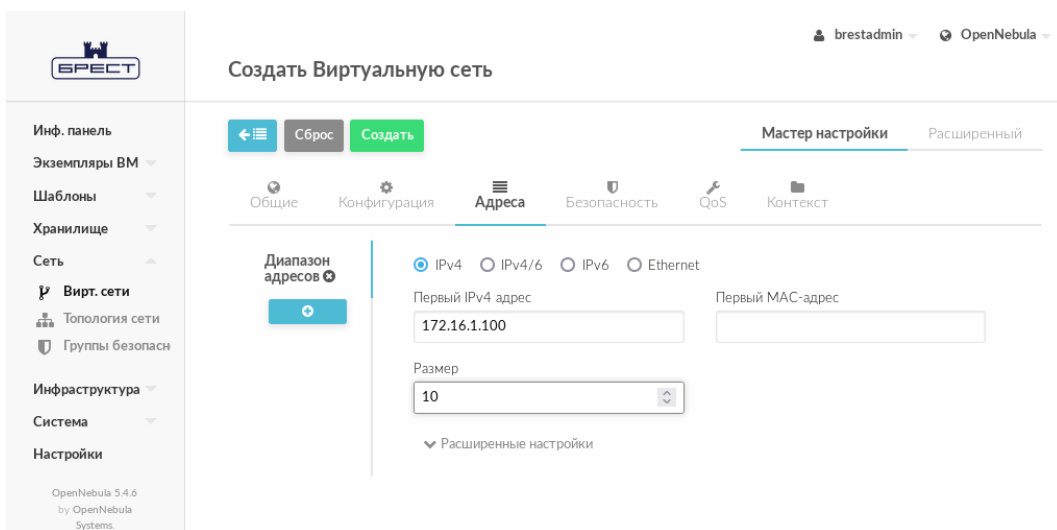 brestadmin OpenNebula
БРЕСТ
Создать Виртуальную сеть
Инф. панель
Экземпляры ВМ
Шаблоны
Хранилище
Сеть
Вирт. сети
Топология сети
Группы безопасн
Инфраструктура
Система
Настройки
OpenNebula 5.4.6
by OpenNebula
Systems.
Сброс Создать
Мастер настройки Расширенный
Общие Конфигурация Адреса Безопасность QoS Контекст
Диапазон
адресов
IPv4 IPv4/6 IPv6 Ethernet
Первый IPv4 адрес Первый MAC-адрес
172.16.1.100
Размер
10
Расширенные настройки